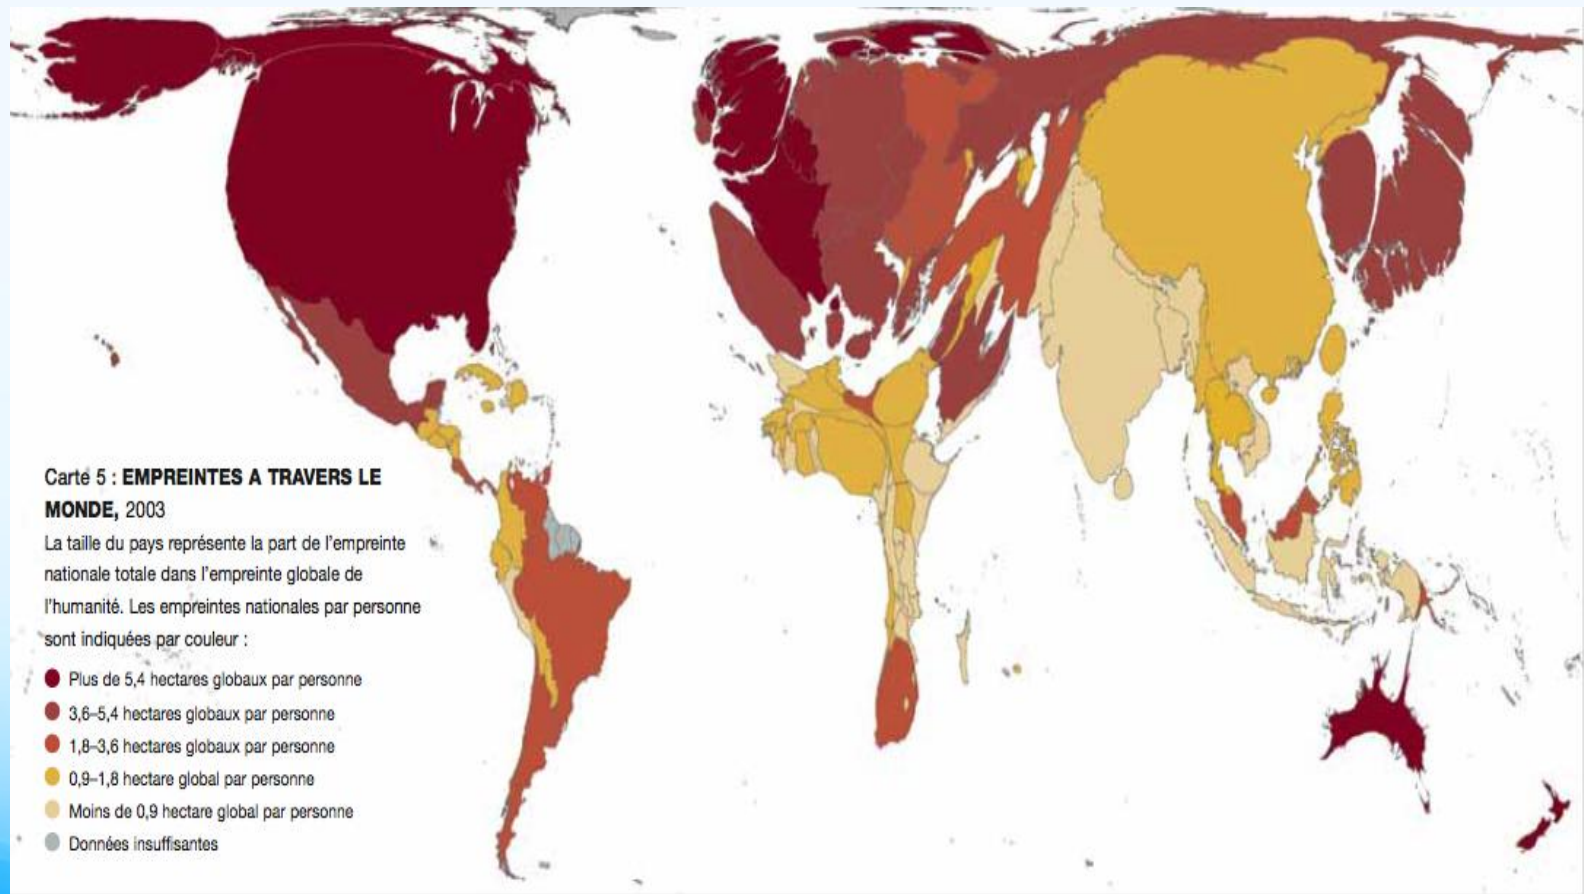 Carte 5 : EMPREINTES A TRAVERS LE
MONDE, 2003
La taille du pays représente la part de l'empreinte
nationale totale dans l'empreinte globale de
l'humanité. Les empreintes nationales par personne
sont indiquées par couleur :
Plus de 5,4 hectares globaux par personne
3,6–5,4 hectares globaux par personne
1,8–3,6 hectares globaux par personne
0,9–1,8 hectare global par personne
Moins de 0,9 hectare global par personne
Données insuffisantes